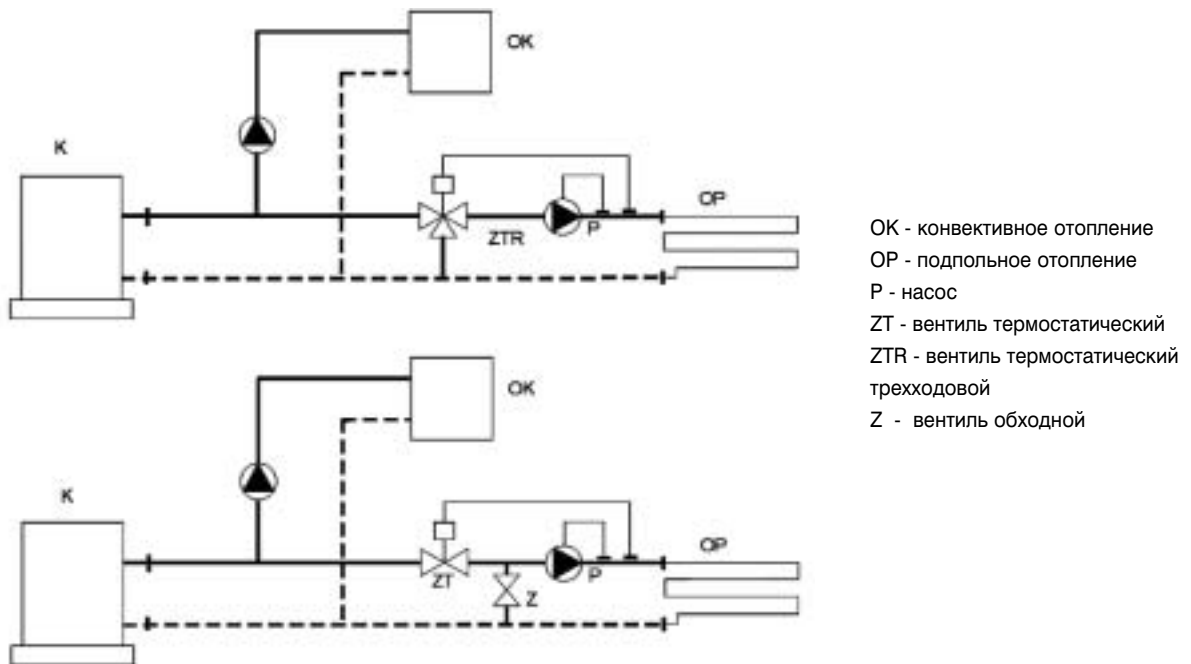 OK
K
OP
ZTR
P
OK - конвективное отопление
OP - подпольное отопление
P - насос
ZT - вентиль термостатический
ZTR - вентиль термостатический
трехходовой
Z - вентиль обходной
OK
K
OP
ZT
P
Z